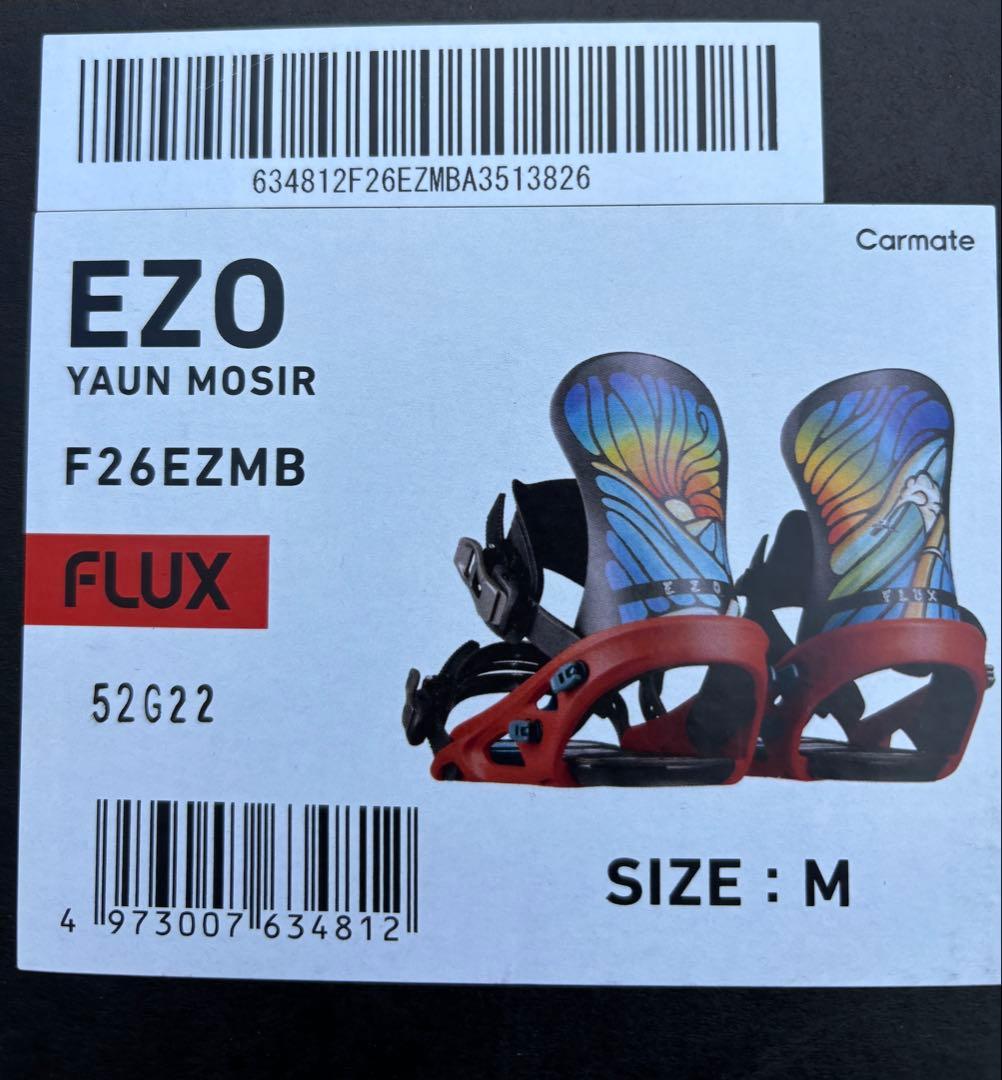 634812F26EZMBA3513826
Carmate
EZO
YAUN MOSIR
F26EZMB
FLUX
52G22
EZO
FLUX
4 973007 634812
SIZE : M